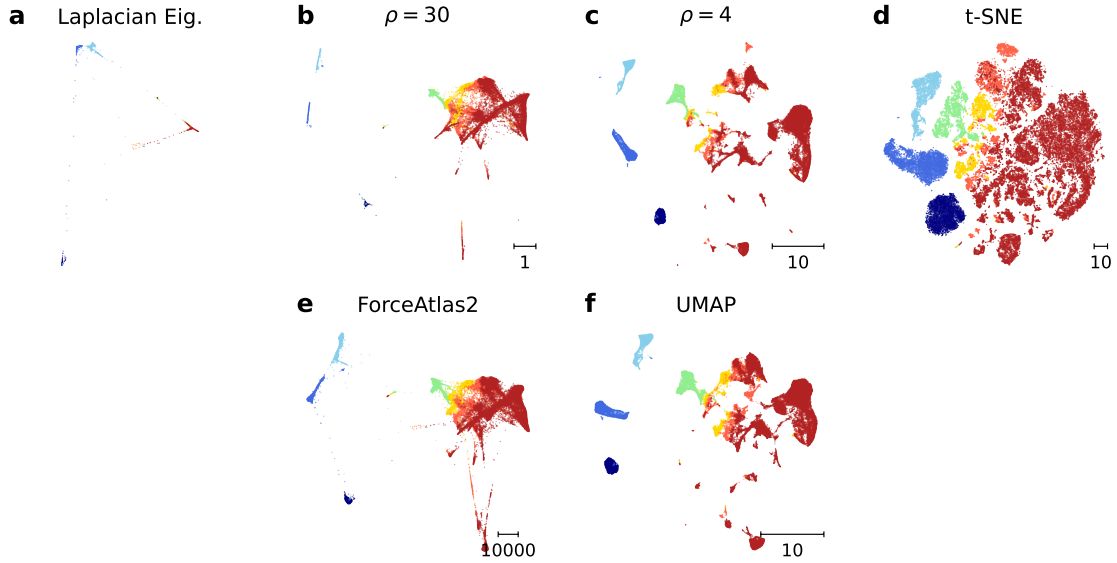 a Laplacian Eig.
b ρ = 30
c ρ = 4
d t-SNE
1
10
10
e ForceAtlas2
f UMAP
10000
10